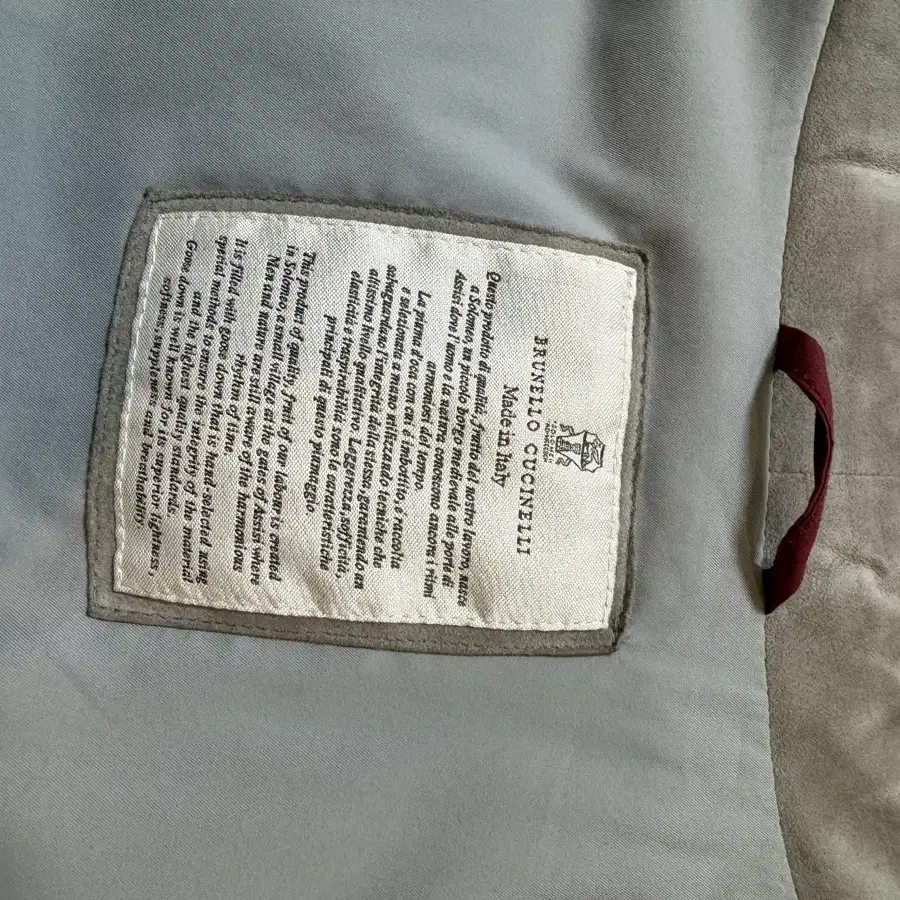 BRUNELLO CUCINELLI
Made in Italy
Questo prodotto di qualità, frutto del nostro lavoro, nasce
a Solomeo, un piccolo borgo medievale alle porte di
Assisi dove l'uomo e la natura conoscono ancora i ritmi
armoniosi del tempo.
La piuma d'oca con cui è imbottito, è raccolta
e selezionata a mano utilizzando tecniche che
salvaguardano l'integrità della stessa, garantendo un
altissimo livello qualitativo. Leggerezza, sofficità,
elasticità e traspirabilità sono le caratteristiche
principali di questo piumaggio
This product of quality, fruit of our labour is created
in Solomeo, a small village at the gates of Assisi where
Men and nature are still aware of the harmonious
rhythm of time.
It is filled with goose down that is hand-selected using
special methods to ensure the integrity of the material
and the highest quality standards.
Goose down is well known for its superior lightness,
softness, suppleness and breathability.